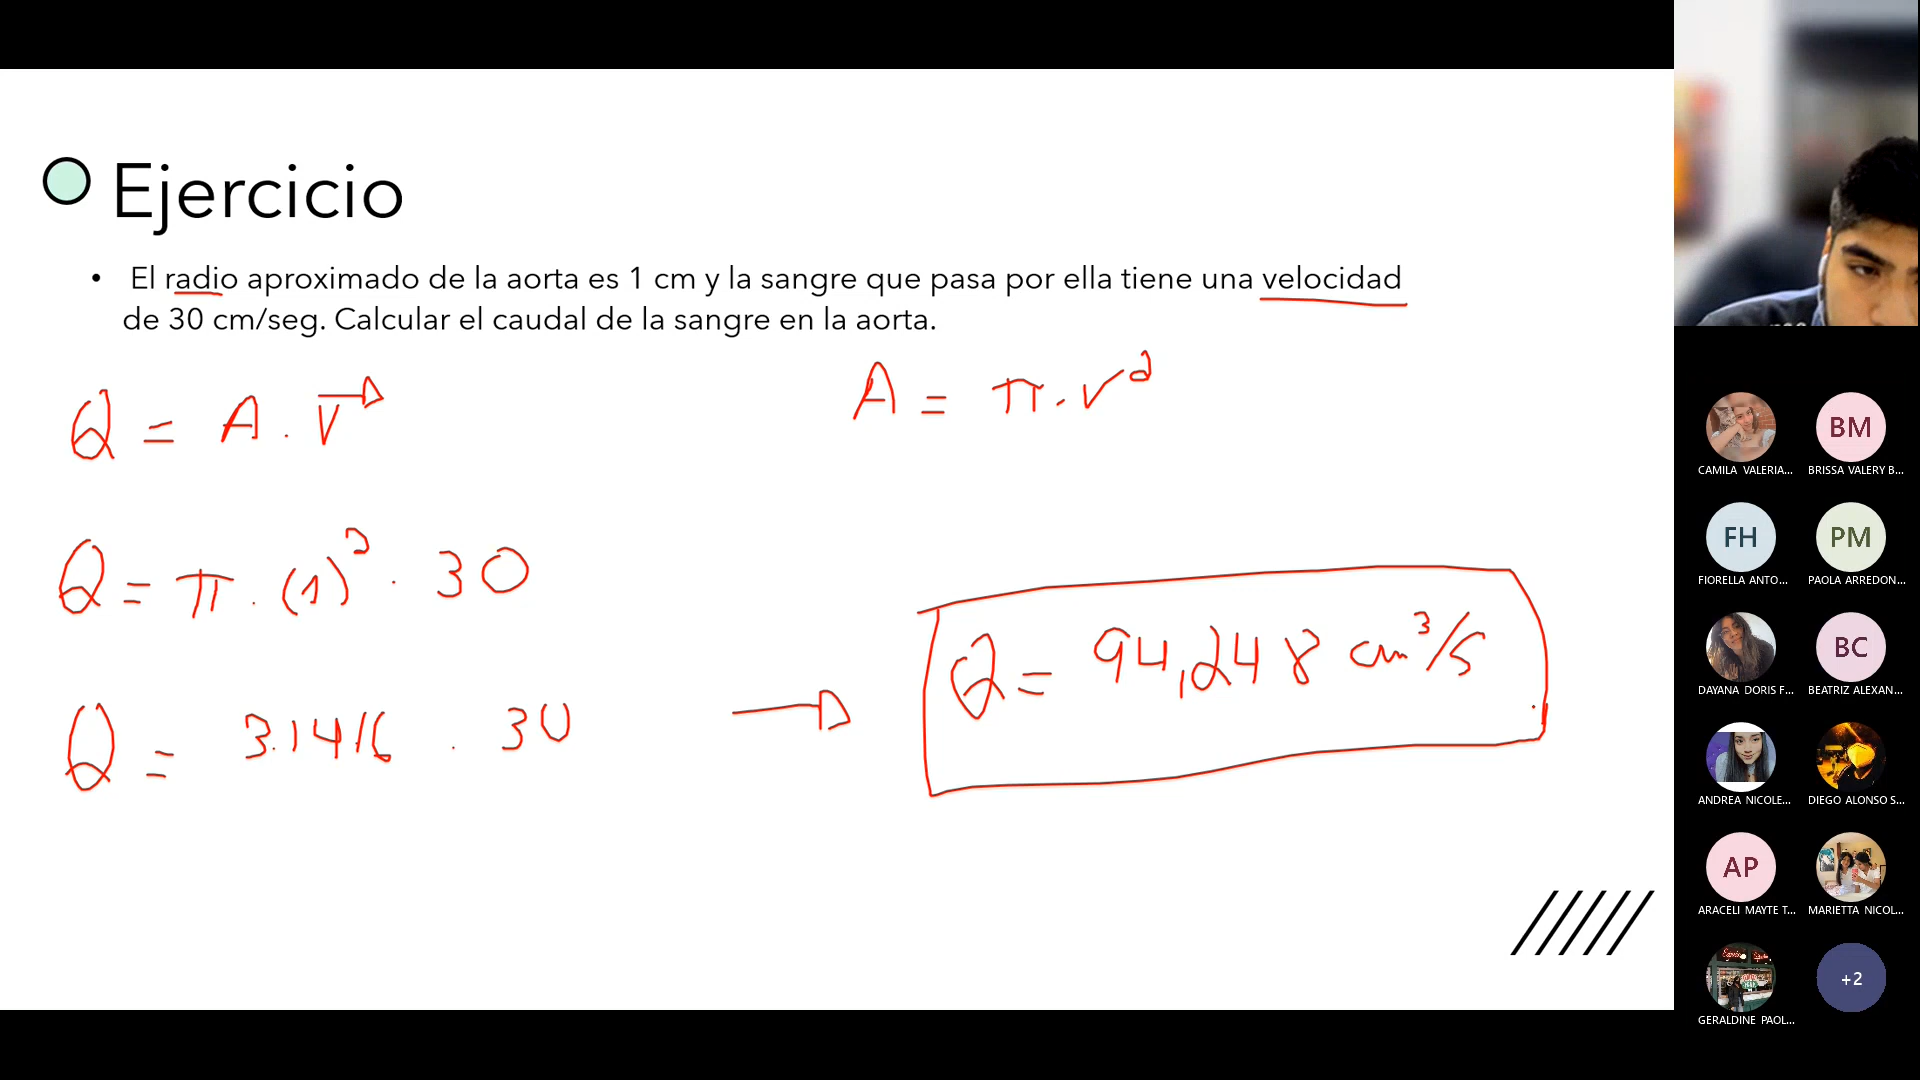 Ejercicio
• El radio aproximado de la aorta es 1 cm y la sangre que pasa por ella tiene una velocidad
de 30 cm/seg. Calcular el caudal de la sangre en la aorta.
Q = A . V
A = π . r²
Q = π . (1)² . 30
Q = 3.1416 . 30
Q = 94,248 cm³/s
CAMILA VALERIA...
BM
BRISSA VALERY B...
FH
FIORELLA ANTO...
PM
PAOLA ARREDON...
DAYANA DORIS F...
BC
BEATRIZ ALEXAN...
ANDREA NICOLE...
DIEGO ALONSO S...
AP
ARACELI MAYTE T...
MARIETTA NICOL...
GERALDINE PAOL...
+2